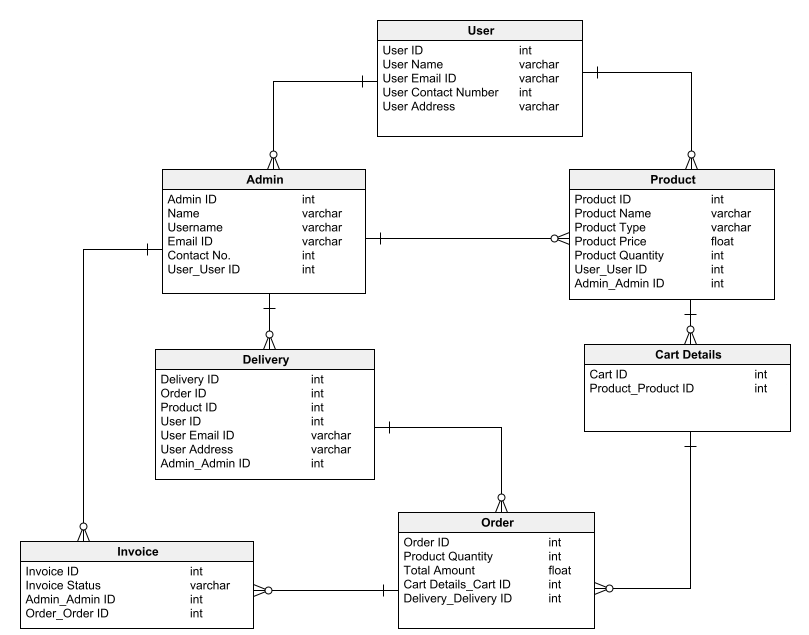 User
User ID int
User Name varchar
User Email ID varchar
User Contact Number int
User Address varchar
Admin
Admin ID int
Name varchar
Username varchar
Email ID varchar
Contact No. int
User_User ID int
Product
Product ID int
Product Name varchar
Product Type varchar
Product Price float
Product Quantity int
User_User ID int
Admin_Admin ID int
Delivery
Delivery ID int
Order ID int
Product ID int
User ID int
User Email ID varchar
User Address varchar
Admin_Admin ID int
Cart Details
Cart ID int
Product_Product ID int
Order
Order ID int
Product Quantity int
Total Amount float
Cart Details_Cart ID int
Delivery_Delivery ID int
Invoice
Invoice ID int
Invoice Status varchar
Admin_Admin ID int
Order_Order ID int